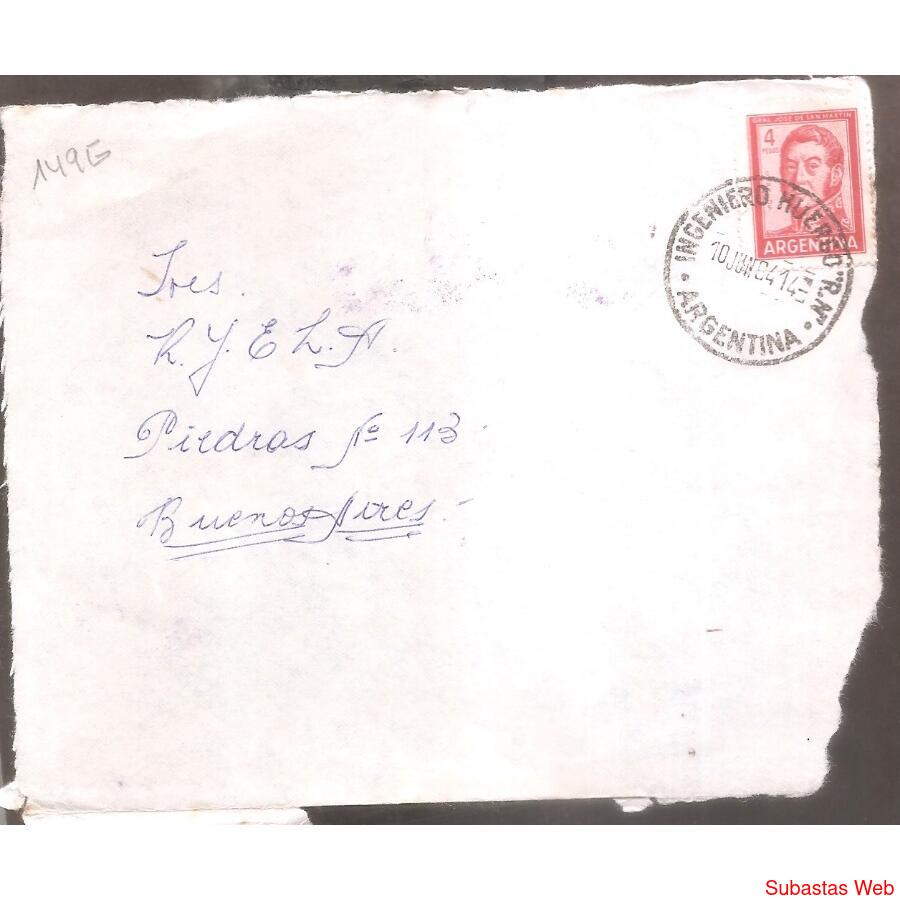 149G
GRAL. JOSE DE SAN MARTIN
4
PESOS
ARGENTINA
INGENIERO HUERGO "R.N"
10 JUN 64 14
ARGENTINA
Sres.
R. Y. E L. A.
Piedras Nº 113
Buenos Aires.-
Subastas Web